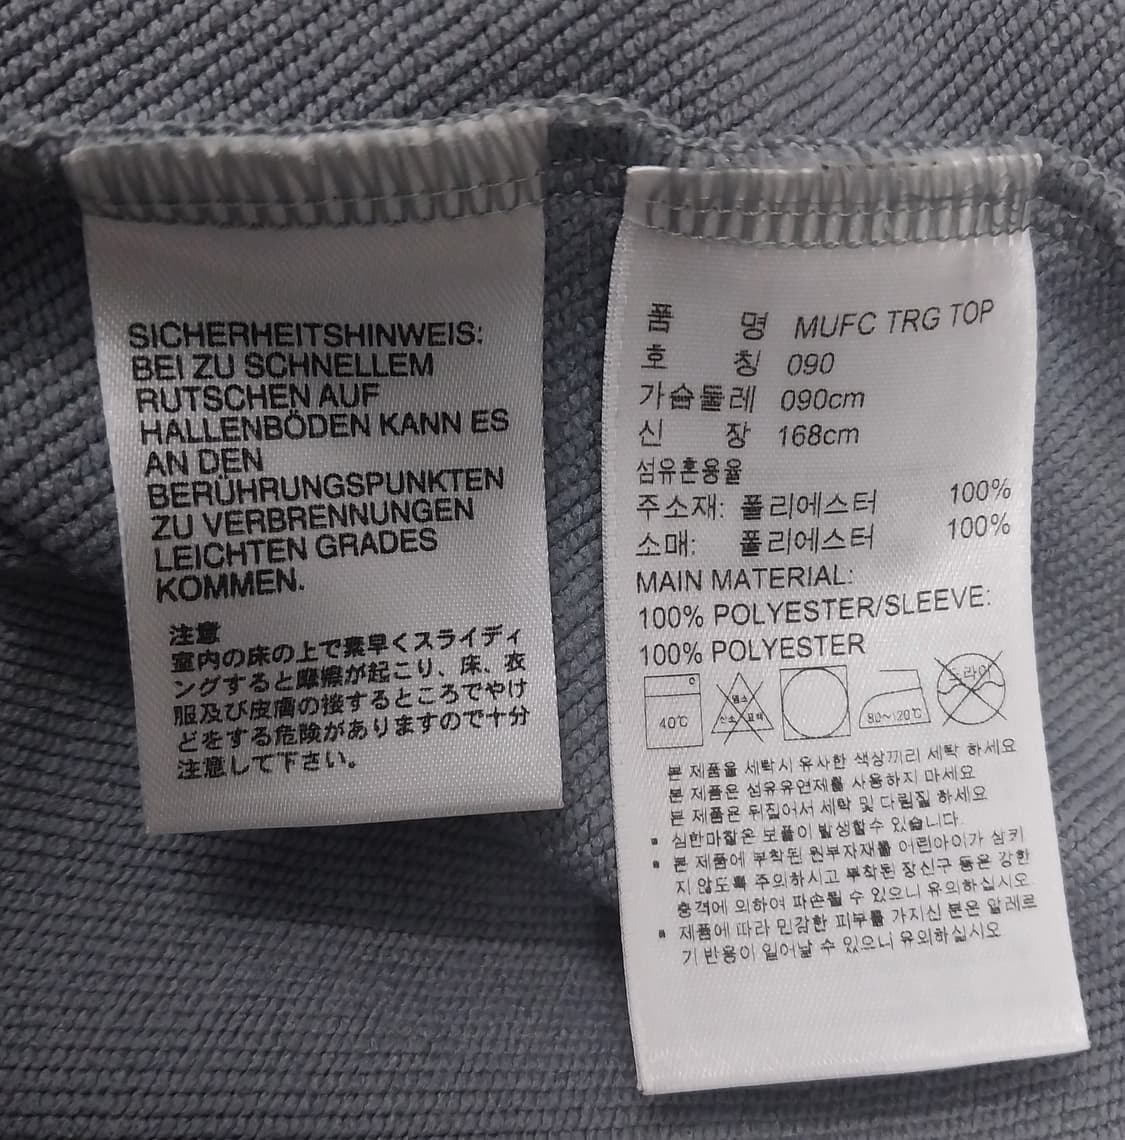 SICHERHEITSHINWEIS:
BEI ZU SCHNELLEM
RUTSCHEN AUF
HALLENBÖDEN KANN ES
AN DEN
BERÜHRUNGSPUNKTEN
ZU VERBRENNUNGEN
LEICHTEN GRADES
KOMMEN.
注意
室内の床の上で素早くスライディ
ングすると摩擦が起こり、床、衣
服及び皮膚の接するところでやけ
どをする危険がありますので十分
注意して下さい。
품 명 MUFC TRG TOP
호 칭 090
가슴둘레 090cm
신 장 168cm
섬유혼용율
주소재: 폴리에스터 100%
소매: 폴리에스터 100%
MAIN MATERIAL:
100% POLYESTER/SLEEVE:
100% POLYESTER
40℃ 염소 산소 표백 80~120℃ 드라이
본 제품을 세탁시 유사한 색상끼리 세탁 하세요
본 제품은 섬유유연제를 사용하지 마세요
본 제품은 뒤집어서 세탁 및 다림질 하세요
▪ 심한마찰은 보풀이 발생할수 있습니다.
▪ 본 제품에 부착된 원부자재를 어린아이가 삼키
지 않도록 주의하시고 부착된 장신구 등은 강한
충격에 의하여 파손될 수 있으니 유의하십시오
▪ 제품에 따라 민감한 피부를 가지신 분은 알레르
기 반응이 일어날 수 있으니 유의하십시오